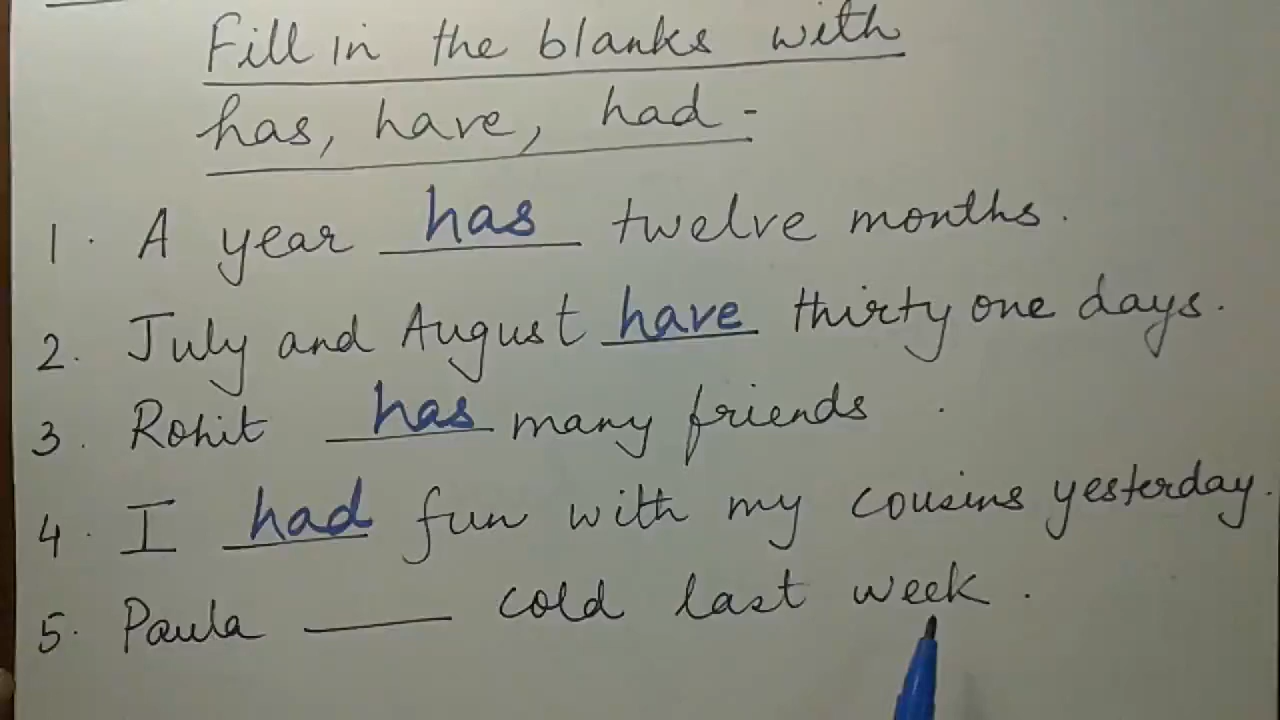 Fill in the blanks with
has, have, had -
1. A year has twelve months.
2. July and August have thirty one days.
3. Rohit has many friends .
4. I had fun with my cousins yesterday.
5. Paula ____ cold last week.